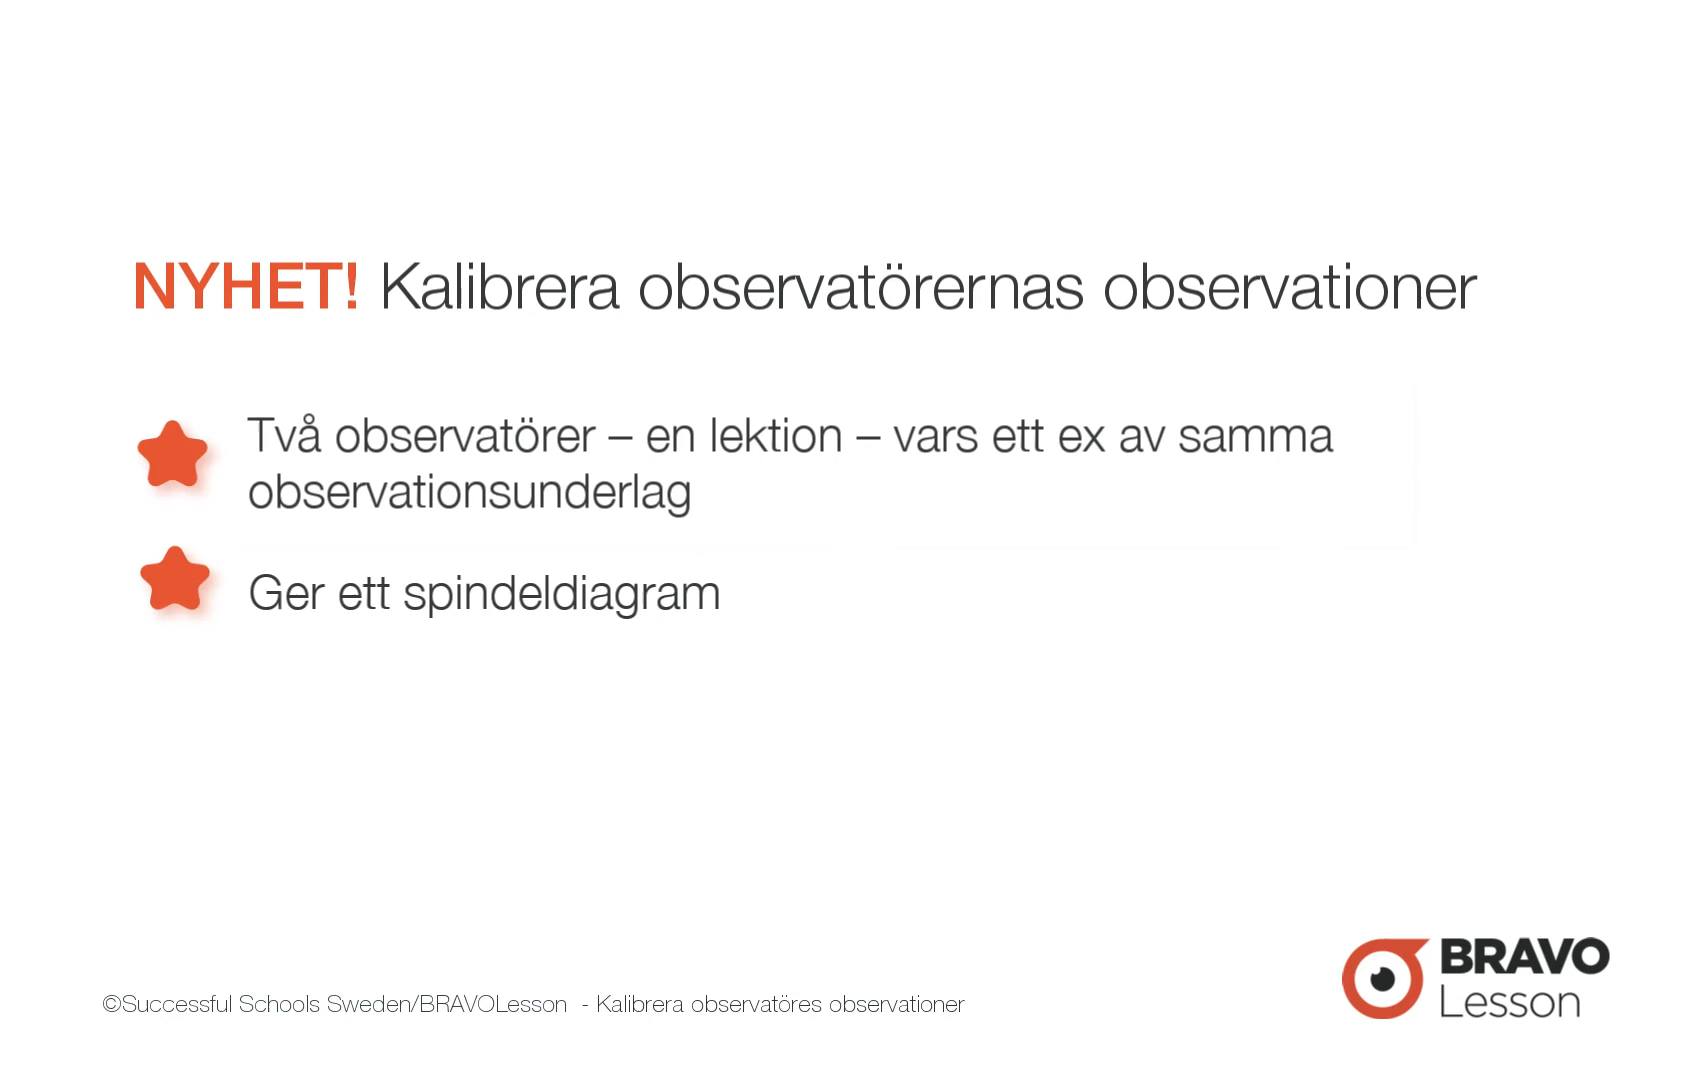 NYHET! Kalibrera observatörernas observationer
Två observatörer – en lektion – vars ett ex av samma
observationsunderlag
Ger ett spindeldiagram
©Successful Schools Sweden/BRAVOLesson - Kalibrera observatöres observationer
BRAVO
Lesson